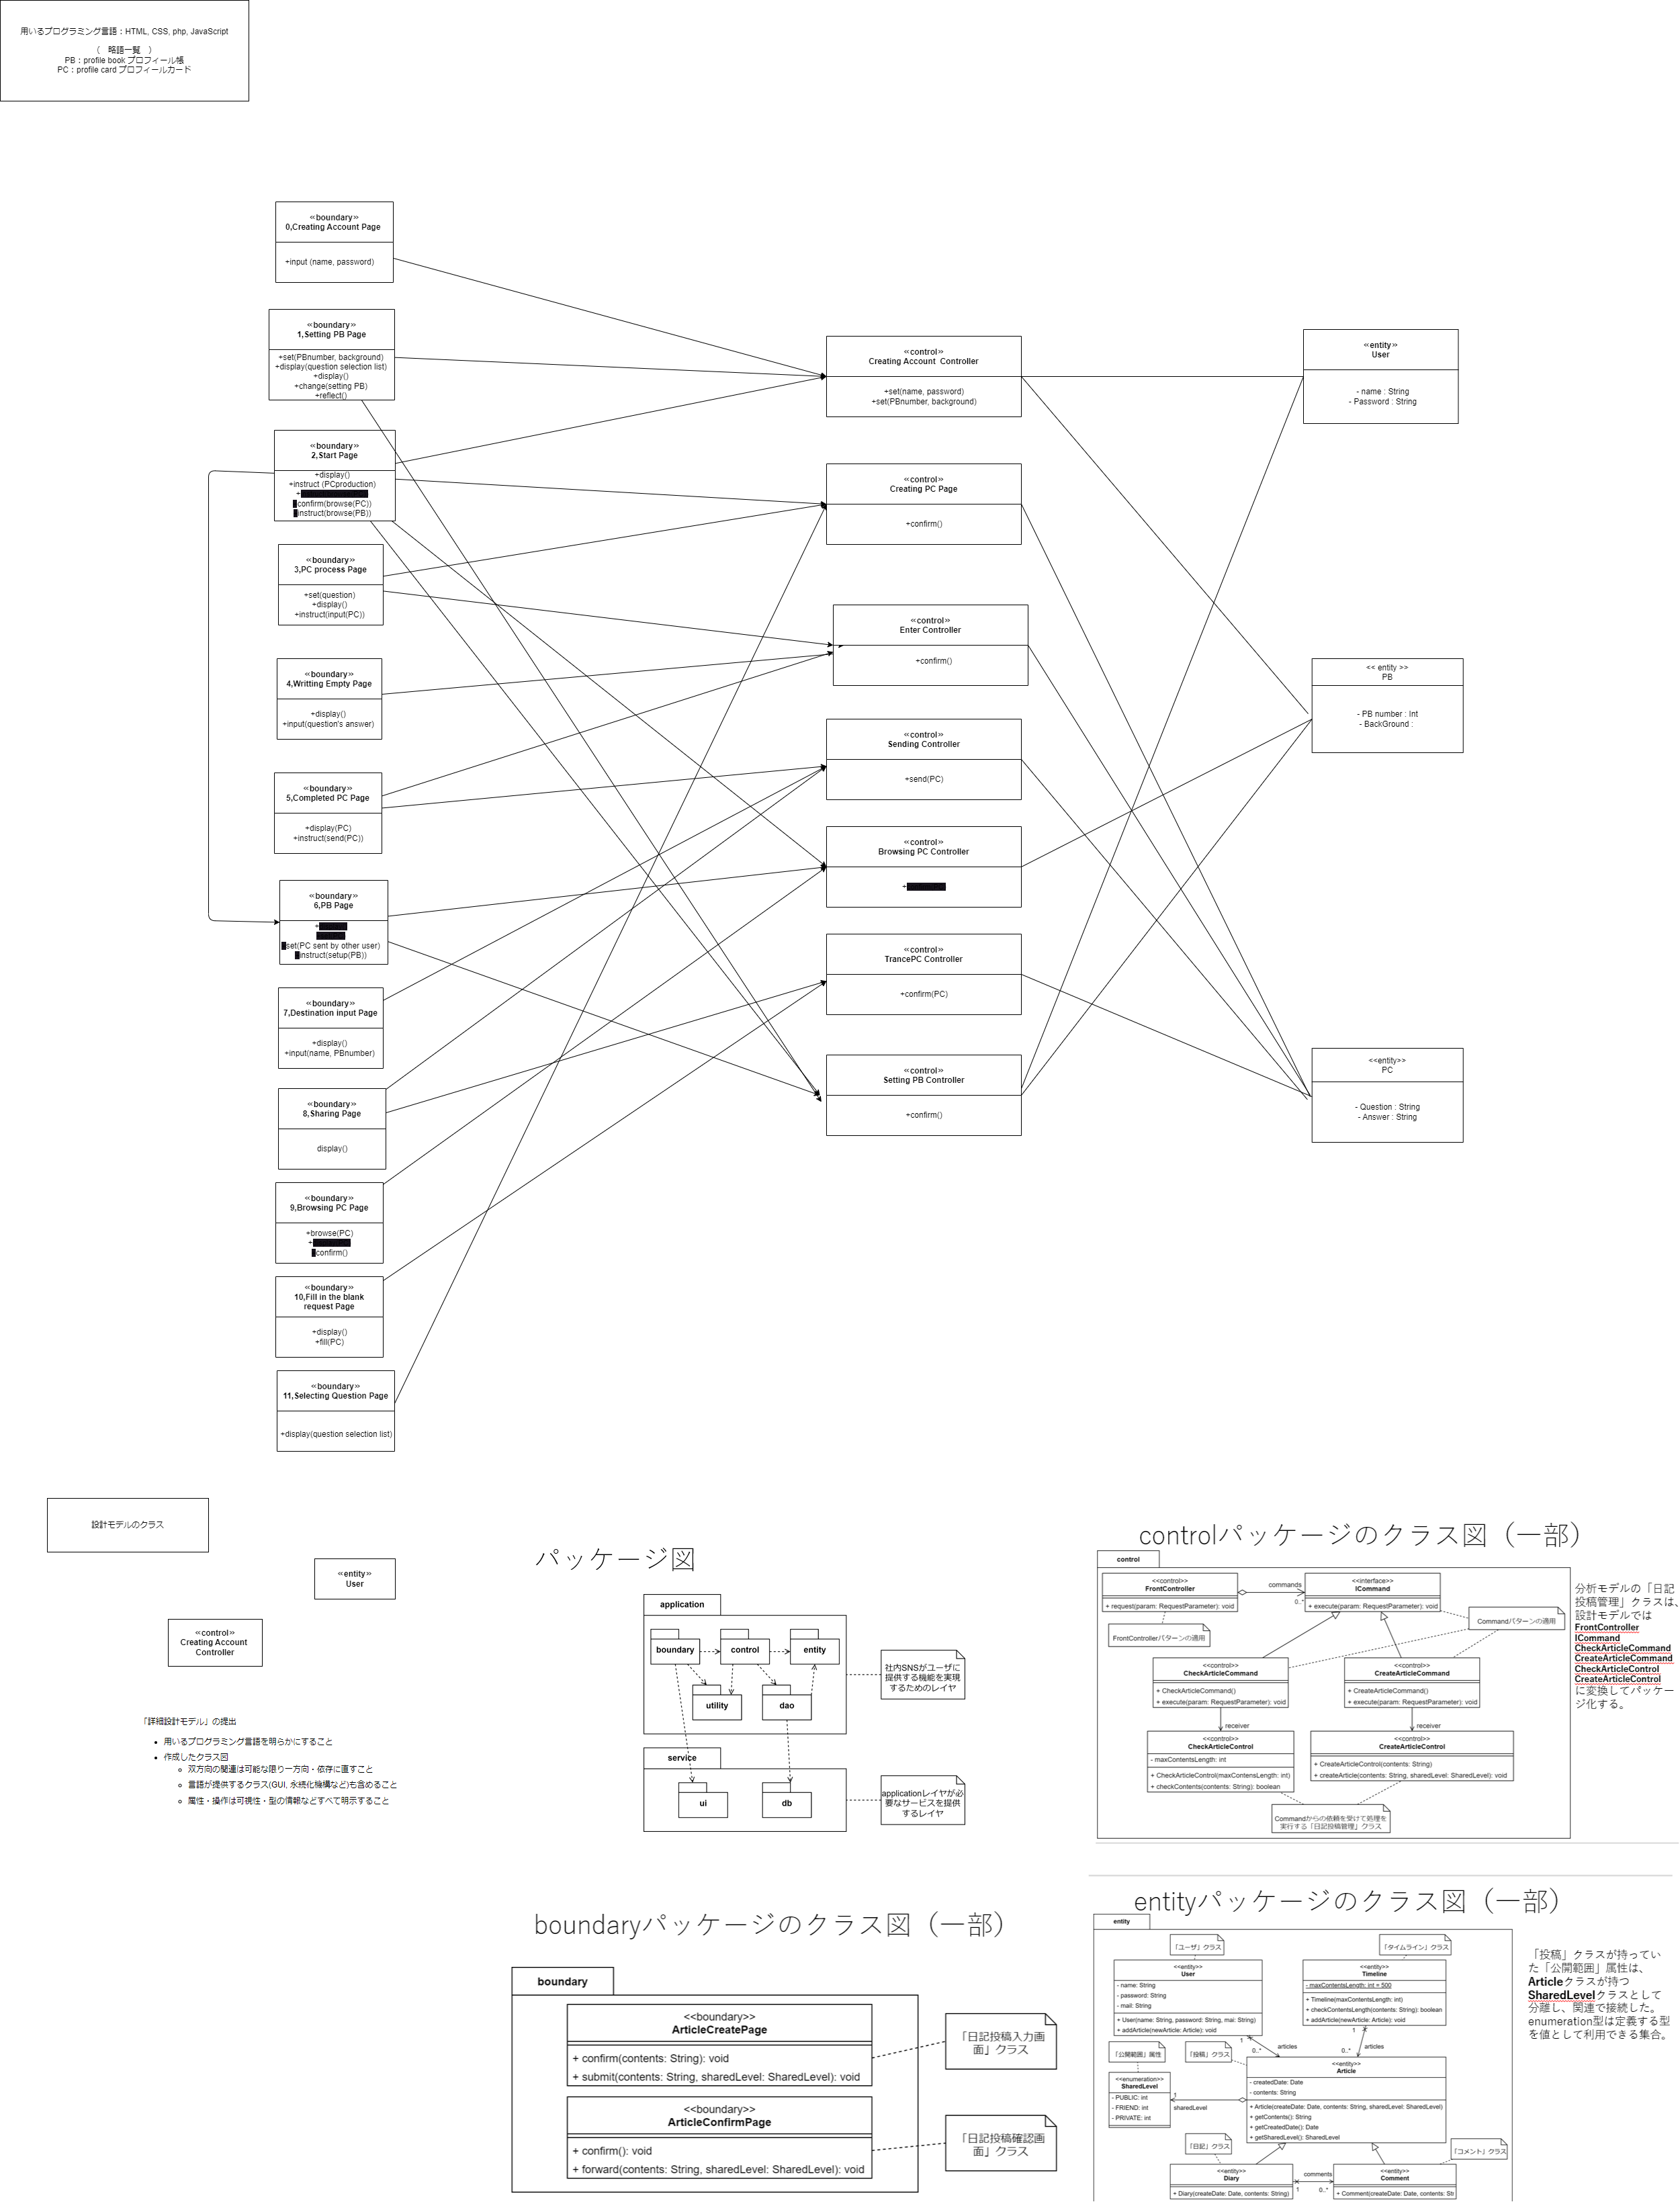 用いるプログラミング言語：HTML, CSS, php, JavaScript
（　略語一覧　）
PB：profile book プロフィール帳
PC：profile card プロフィールカード
«boundary»
0,Creating Account Page
+input (name, password)
«boundary»
1,Setting PB Page
+set(PBnumber, background)
+display(question selection list)
+display()
+change(setting PB)
+reflect()
«boundary»
2,Start Page
+display()
+instruct (PCproduction)
+
confirm(browse(PC))
instruct(browse(PB))
«boundary»
3,PC process Page
+set(question)
+display()
+instruct(input(PC))
«boundary»
4,Writting Empty Page
+display()
+input(question's answer)
«boundary»
5,Completed PC Page
+display(PC)
+instruct(send(PC))
«boundary»
6,PB Page
+
set(PC sent by other user)
instruct(setup(PB))
«boundary»
7,Destination input Page
+display()
+input(name, PBnumber)
«boundary»
8,Sharing Page
display()
«boundary»
9,Browsing PC Page
+browse(PC)
+
confirm()
«boundary»
10,Fill in the blank
request Page
+display()
+fill(PC)
«boundary»
11,Selecting Question Page
+display(question selection list)
«control»
Creating Account  Controller
+set(name, password)
+set(PBnumber, background)
«control»
Creating PC Page
+confirm()
«control»
Enter Controller
+confirm()
«control»
Sending Controller
+send(PC)
«control»
Browsing PC Controller
+
«control»
TrancePC Controller
+confirm(PC)
«control»
Setting PB Controller
+confirm()
«entity»
User
- name : String
- Password : String
<< entity >>
PB
- PB number : Int
- BackGround :
<<entity>>
PC
- Question : String
- Answer : String
設計モデルのクラス
«entity»
User
«control»
Creating Account
Controller
「詳細設計モデル」の提出
• 用いるプログラミング言語を明らかにすること
• 作成したクラス図
○ 双方向の関連は可能な限り一方向・依存に直すこと
○ 言語が提供するクラス(GUI, 永続化機構など)も含めること
○ 属性・操作は可視性・型の情報などすべて明示すること
パッケージ図
application
boundary
control
entity
utility
dao
社内SNSがユーザに
提供する機能を実現
するためのレイヤ
service
ui
db
applicationレイヤが必
要なサービスを提供
するレイヤ
controlパッケージのクラス図（一部）
control
<<control>>
FrontController
+ request(param: RequestParameter): void
commands
0..*
<<interface>>
ICommand
+ execute(param: RequestParameter): void
FrontControllerパターンの適用
Commandパターンの適用
<<control>>
CheckArticleCommand
+ CheckArticleCommand()
+ execute(param: RequestParameter): void
<<control>>
CreateArticleCommand
+ CreateArticleCommand()
+ execute(param: RequestParameter): void
receiver
receiver
<<control>>
CheckArticleControl
- maxContentsLength: int
+ CheckArticleControl(maxContensLength: int)
+ checkContents(contents: String): boolean
<<control>>
CreateArticleControl
+ CreateArticleControl(contents: String)
+ createArticle(contents: String, sharedLevel: SharedLevel): void
Commandからの依頼を受けて処理を
実行する「日記投稿管理」クラス
分析モデルの「日記
投稿管理」クラスは、
設計モデルでは
FrontController
ICommand
CheckArticleCommand
CreateArticleCommand
CheckArticleControl
CreateArticleControl
に変換してパッケー
ジ化する。
boundaryパッケージのクラス図（一部）
boundary
<<boundary>>
ArticleCreatePage
+ confirm(contents: String): void
+ submit(contents: String, sharedLevel: SharedLevel): void
「日記投稿入力画
面」クラス
<<boundary>>
ArticleConfirmPage
+ confirm(): void
+ forward(contents: String, sharedLevel: SharedLevel): void
「日記投稿確認画
面」クラス
entityパッケージのクラス図（一部）
entity
「ユーザ」クラス
「タイムライン」クラス
<<entity>>
User
- name: String
- password: String
- mail: String
+ User(name: String, password: String, mai: String)
+ addArticle(newArticle: Article): void
<<entity>>
Timeline
- maxContentsLength: int = 500
+ Timeline(maxContentsLength: int)
+ checkContentsLength(contents: String): boolean
+ addArticle(newArticle: Article): void
1
0..*
articles
1
0..*
articles
「公開範囲」属性
「投稿」クラス
<<enumeration>>
SharedLevel
- PUBLIC: int
- FRIEND: int
- PRIVATE: int
1
sharedLevel
<<entity>>
Article
- createdDate: Date
- contents: String
+ Article(createDate: Date, contents: String, sharedLevel: SharedLevel)
+ getContents(): String
+ getCreatedDate(): Date
+ getSharedLevel(): SharedLevel
「日記」クラス
「コメント」クラス
<<entity>>
Diary
+ Diary(createDate: Date, contents: String)
comments
1
0..*
<<entity>>
Comment
+ Comment(createDate: Date, contents: Str
「投稿」クラスが持ってい
た「公開範囲」属性は、
Articleクラスが持つ
SharedLevelクラスとして
分離し、関連で接続した。
enumeration型は定義する型
を値として利用できる集合。